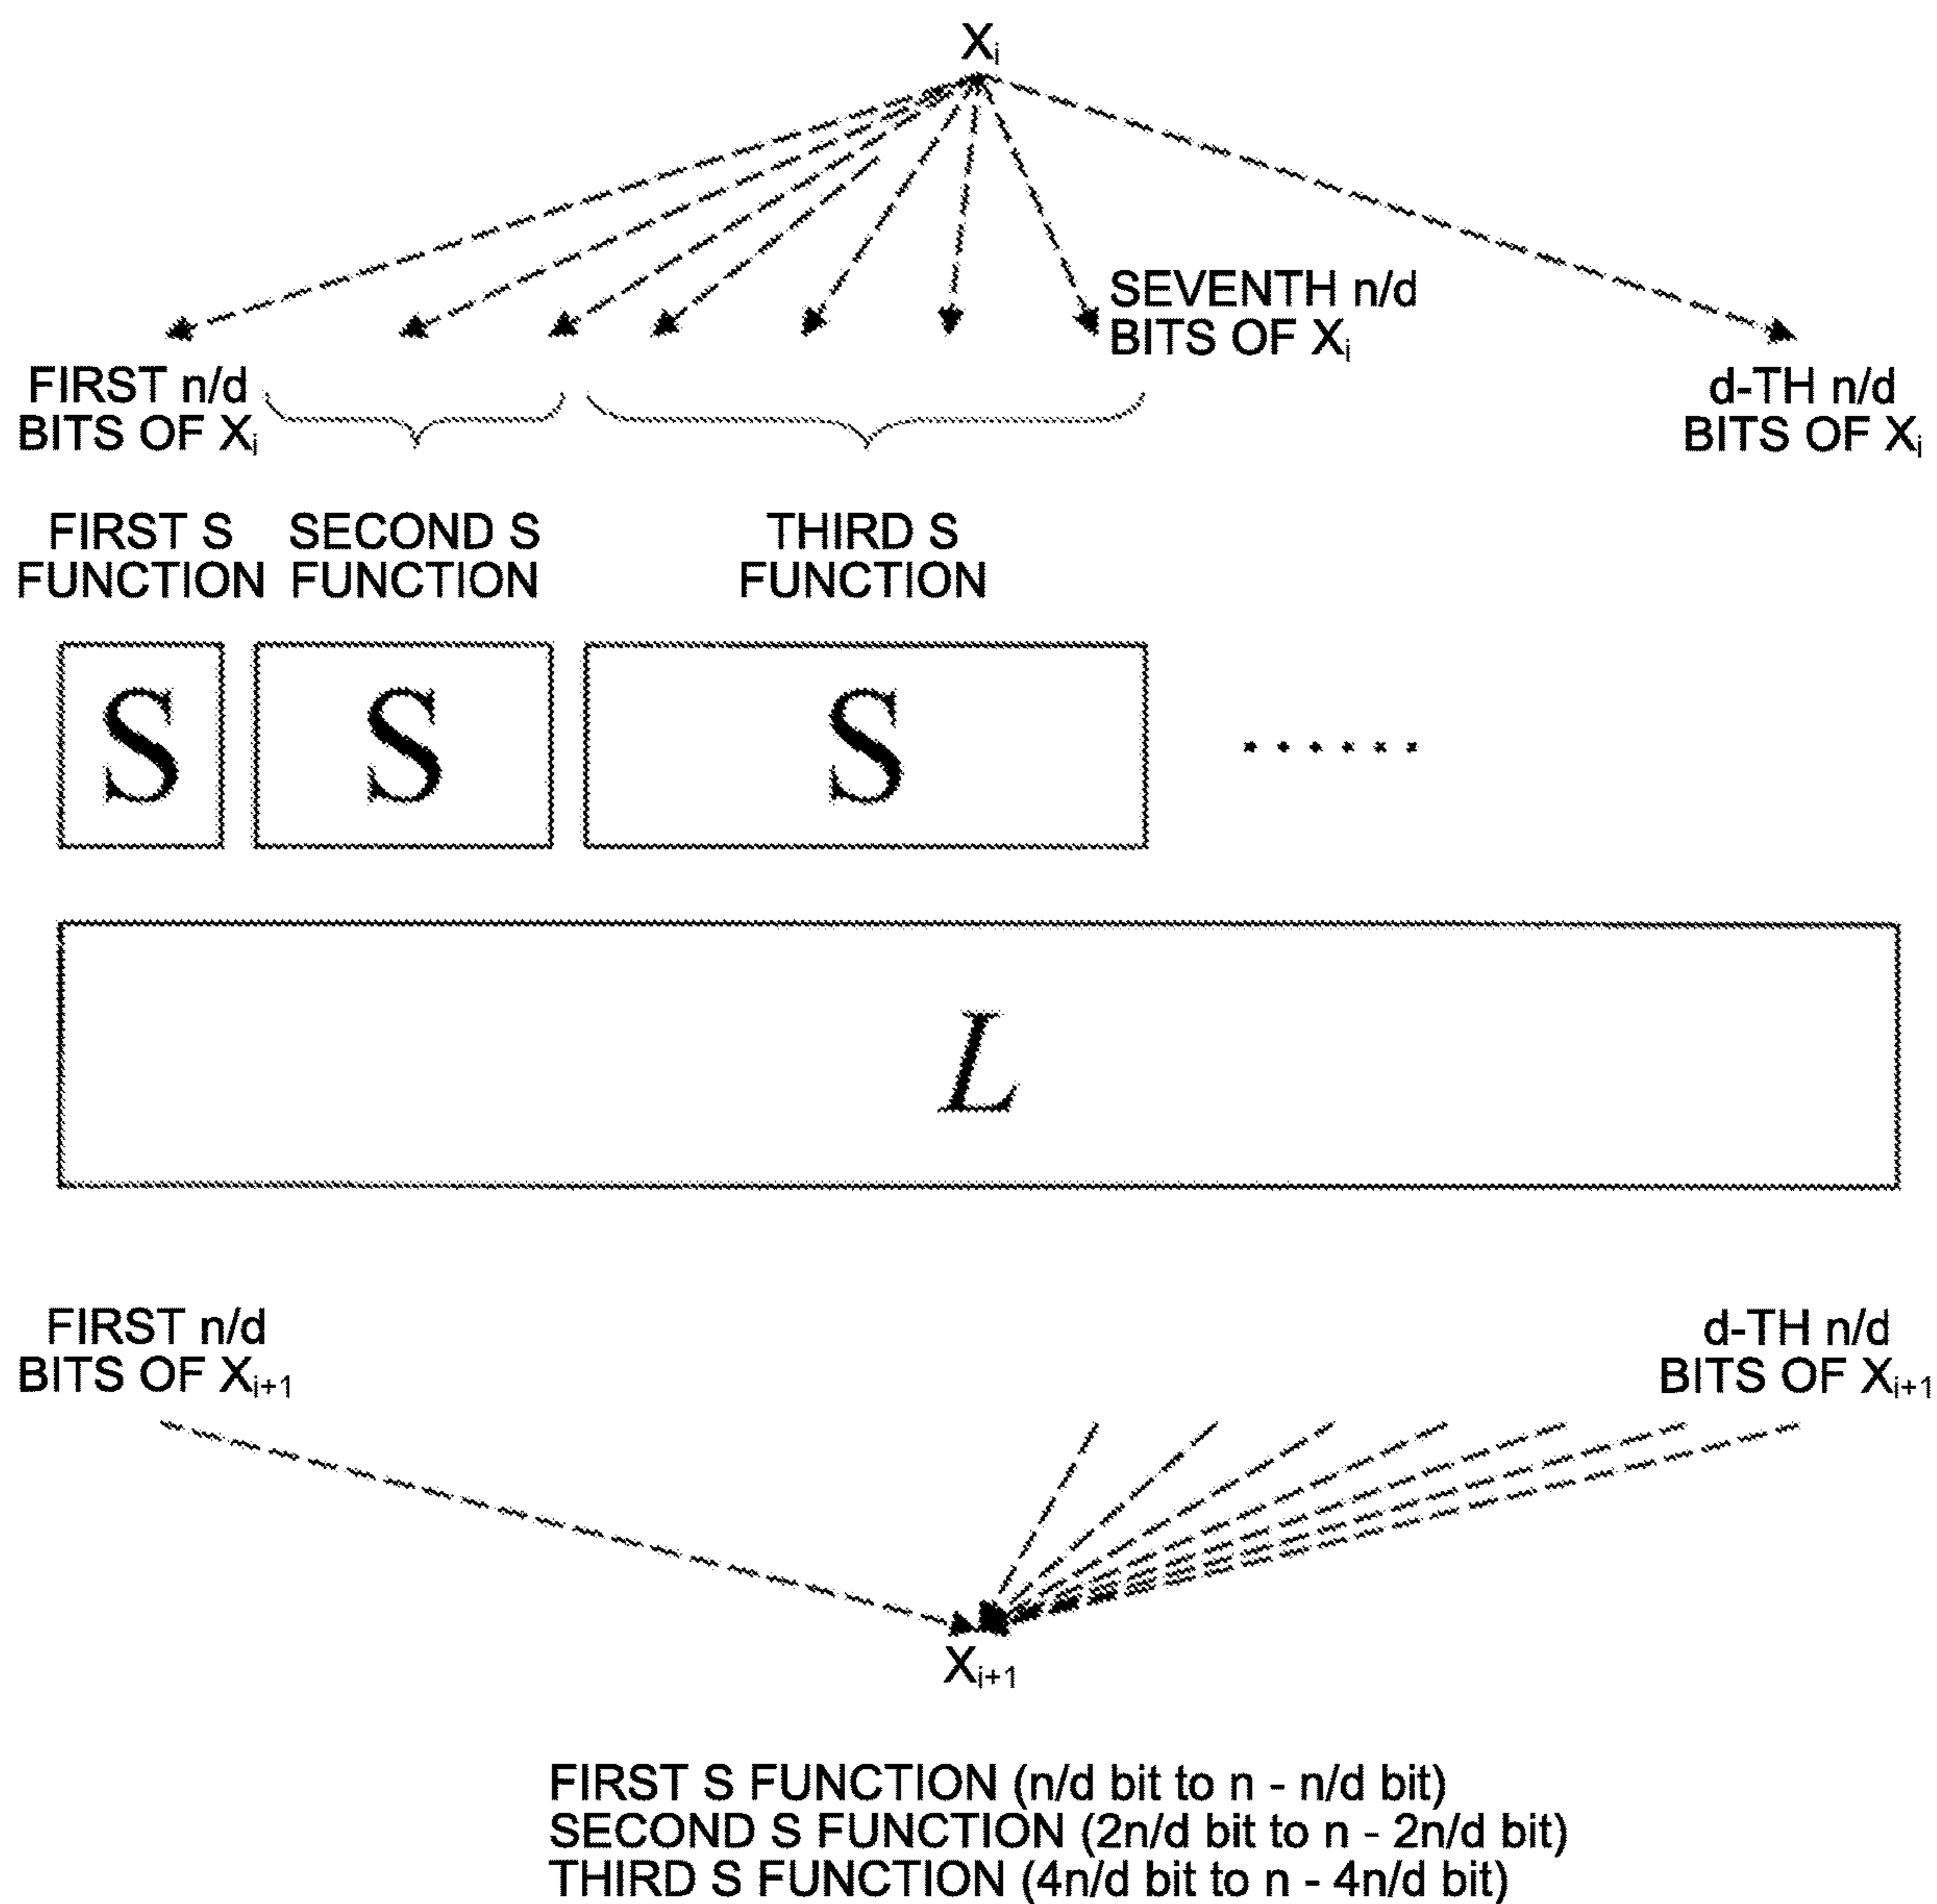 Xi
SEVENTH n/d
BITS OF Xi
FIRST n/d
BITS OF Xi
d-TH n/d
BITS OF Xi
FIRST S
FUNCTION
SECOND S
FUNCTION
THIRD S
FUNCTION
S
S
S
......
L
FIRST n/d
BITS OF Xi+1
d-TH n/d
BITS OF Xi+1
Xi+1
FIRST S FUNCTION (n/d bit to n - n/d bit)
SECOND S FUNCTION (2n/d bit to n - 2n/d bit)
THIRD S FUNCTION (4n/d bit to n - 4n/d bit)